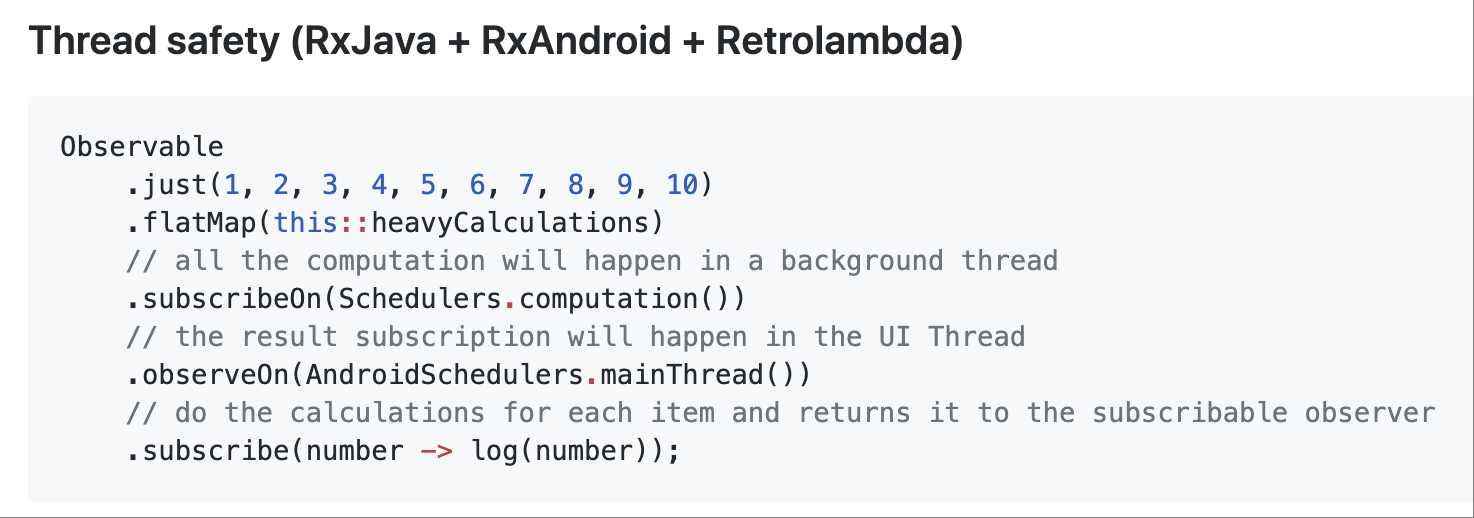 Thread safety (RxJava + RxAndroid + Retrolambda)
Observable
.just(1, 2, 3, 4, 5, 6, 7, 8, 9, 10)
.flatMap(this::heavyCalculations)
// all the computation will happen in a background thread
.subscribeOn(Schedulers.computation())
// the result subscription will happen in the UI Thread
.observeOn(AndroidSchedulers.mainThread())
// do the calculations for each item and returns it to the subscribable observer
.subscribe(number -> log(number));